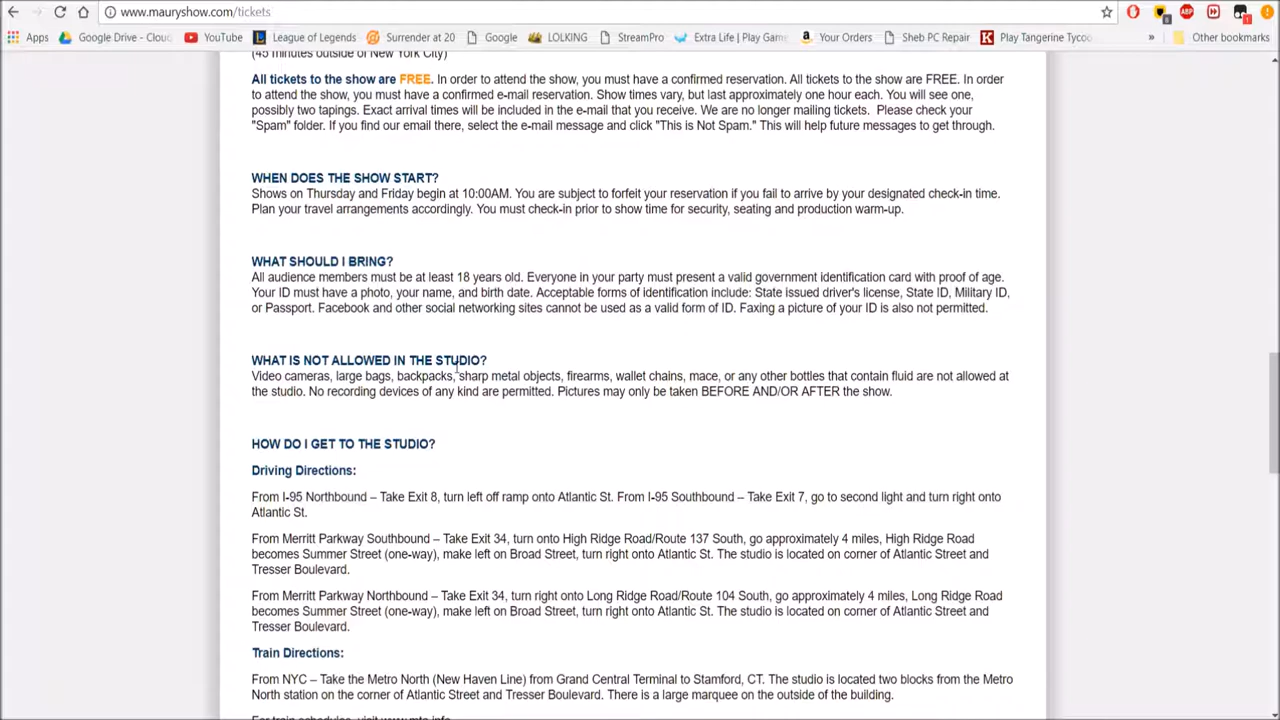 www.mauryshow.com/tickets
Apps Google Drive - Clou YouTube League of Legends Surrender at 20 Google LOLKING StreamPro Extra Life | Play Game Your Orders Sheb PC Repair Play Tangerine Tycoo » Other bookmarks
(45 minutes outside of New York City)
All tickets to the show are FREE. In order to attend the show, you must have a confirmed reservation. All tickets to the show are FREE. In order
to attend the show, you must have a confirmed e-mail reservation. Show times vary, but last approximately one hour each. You will see one,
possibly two tapings. Exact arrival times will be included in the e-mail that you receive. We are no longer mailing tickets. Please check your
"Spam" folder. If you find our email there, select the e-mail message and click "This is Not Spam." This will help future messages to get through.
WHEN DOES THE SHOW START?
Shows on Thursday and Friday begin at 10:00AM. You are subject to forfeit your reservation if you fail to arrive by your designated check-in time.
Plan your travel arrangements accordingly. You must check-in prior to show time for security, seating and production warm-up.
WHAT SHOULD I BRING?
All audience members must be at least 18 years old. Everyone in your party must present a valid government identification card with proof of age.
Your ID must have a photo, your name, and birth date. Acceptable forms of identification include: State issued driver's license, State ID, Military ID,
or Passport. Facebook and other social networking sites cannot be used as a valid form of ID. Faxing a picture of your ID is also not permitted.
WHAT IS NOT ALLOWED IN THE STUDIO?
Video cameras, large bags, backpacks, sharp metal objects, firearms, wallet chains, mace, or any other bottles that contain fluid are not allowed at
the studio. No recording devices of any kind are permitted. Pictures may only be taken BEFORE AND/OR AFTER the show.
HOW DO I GET TO THE STUDIO?
Driving Directions:
From I-95 Northbound – Take Exit 8, turn left off ramp onto Atlantic St. From I-95 Southbound – Take Exit 7, go to second light and turn right onto
Atlantic St.
From Merritt Parkway Southbound – Take Exit 34, turn onto High Ridge Road/Route 137 South, go approximately 4 miles, High Ridge Road
becomes Summer Street (one-way), make left on Broad Street, turn right onto Atlantic St. The studio is located on corner of Atlantic Street and
Tresser Boulevard.
From Merritt Parkway Northbound – Take Exit 34, turn right onto Long Ridge Road/Route 104 South, go approximately 4 miles, Long Ridge Road
becomes Summer Street (one-way), make left on Broad Street, turn right onto Atlantic St. The studio is located on corner of Atlantic Street and
Tresser Boulevard.
Train Directions:
From NYC – Take the Metro North (New Haven Line) from Grand Central Terminal to Stamford, CT. The studio is located two blocks from the Metro
North station on the corner of Atlantic Street and Tresser Boulevard. There is a large marquee on the outside of the building.
For train schedules, visit www.mta.info